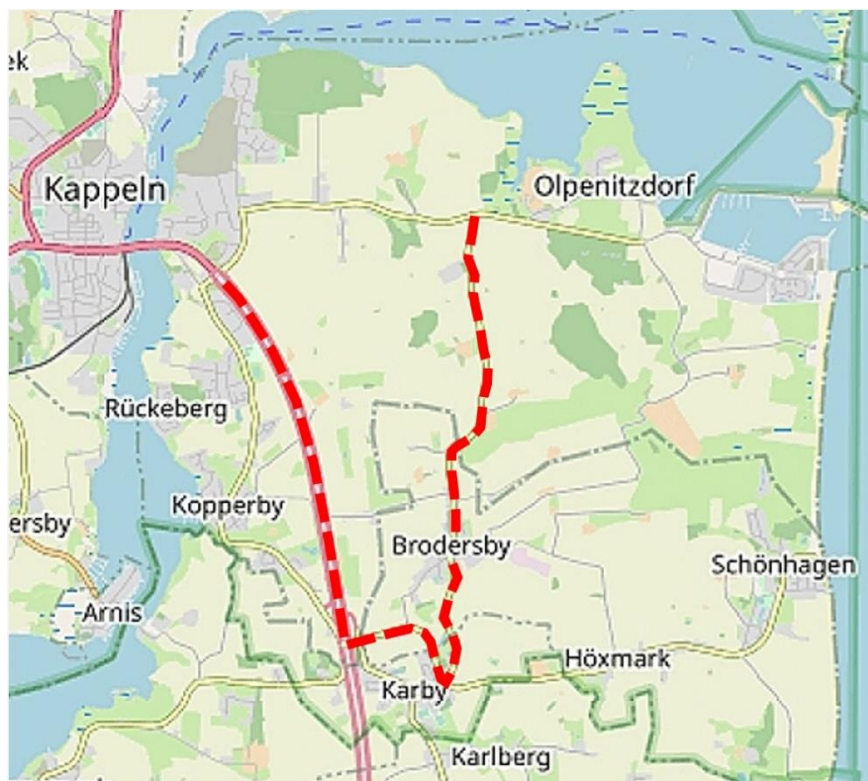 ek
Kappeln
Olpenitzdorf
Rückeberg
Kopperby
ersby
Brodersby
Schönhagen
Arnis
Höxmark
Karby
Karlberg